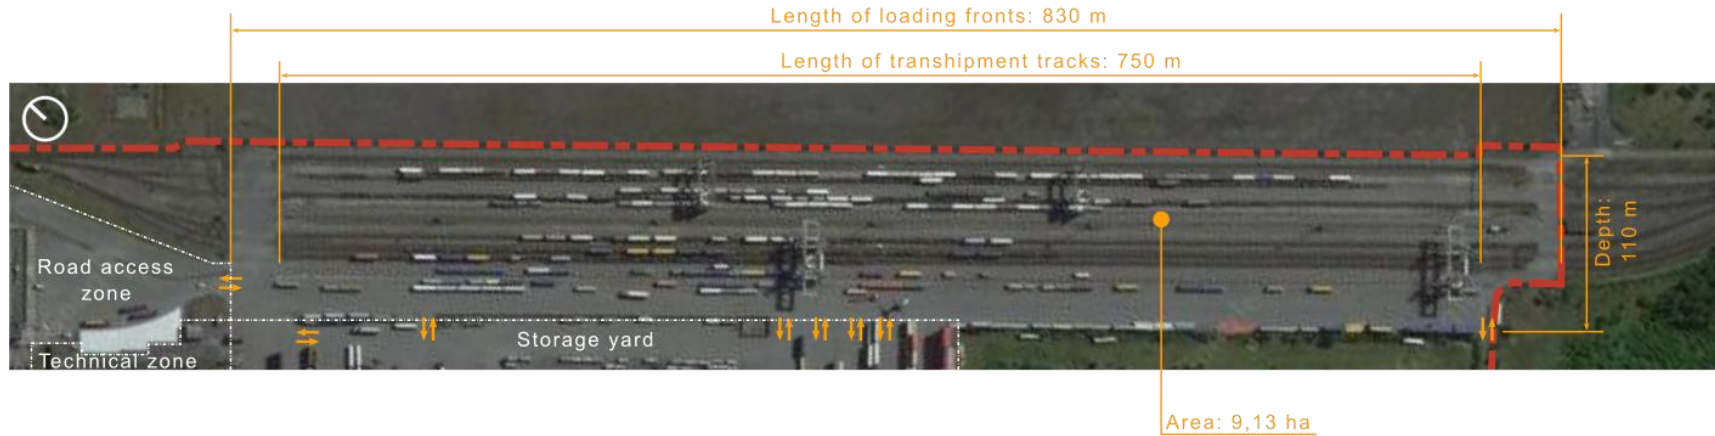 Length of loading fronts: 830 m
Length of transhipment tracks: 750 m
Depth:
110 m
Road access
zone
Storage yard
Technical zone
Area: 9,13 ha